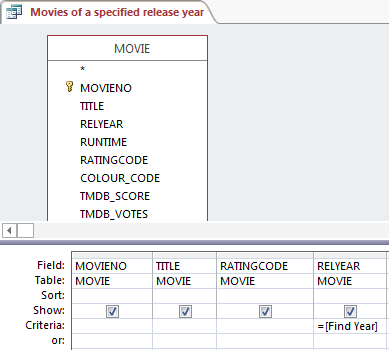 Movies of a specified release year
MOVIE
*
MOVIENO
TITLE
RELYEAR
RUNTIME
RATINGCODE
COLOUR_CODE
TMDB_SCORE
TMDB_VOTES
Field: MOVIENO TITLE RATINGCODE RELYEAR
Table: MOVIE MOVIE MOVIE MOVIE
Sort:
Show:
Criteria: =[Find Year]
or: